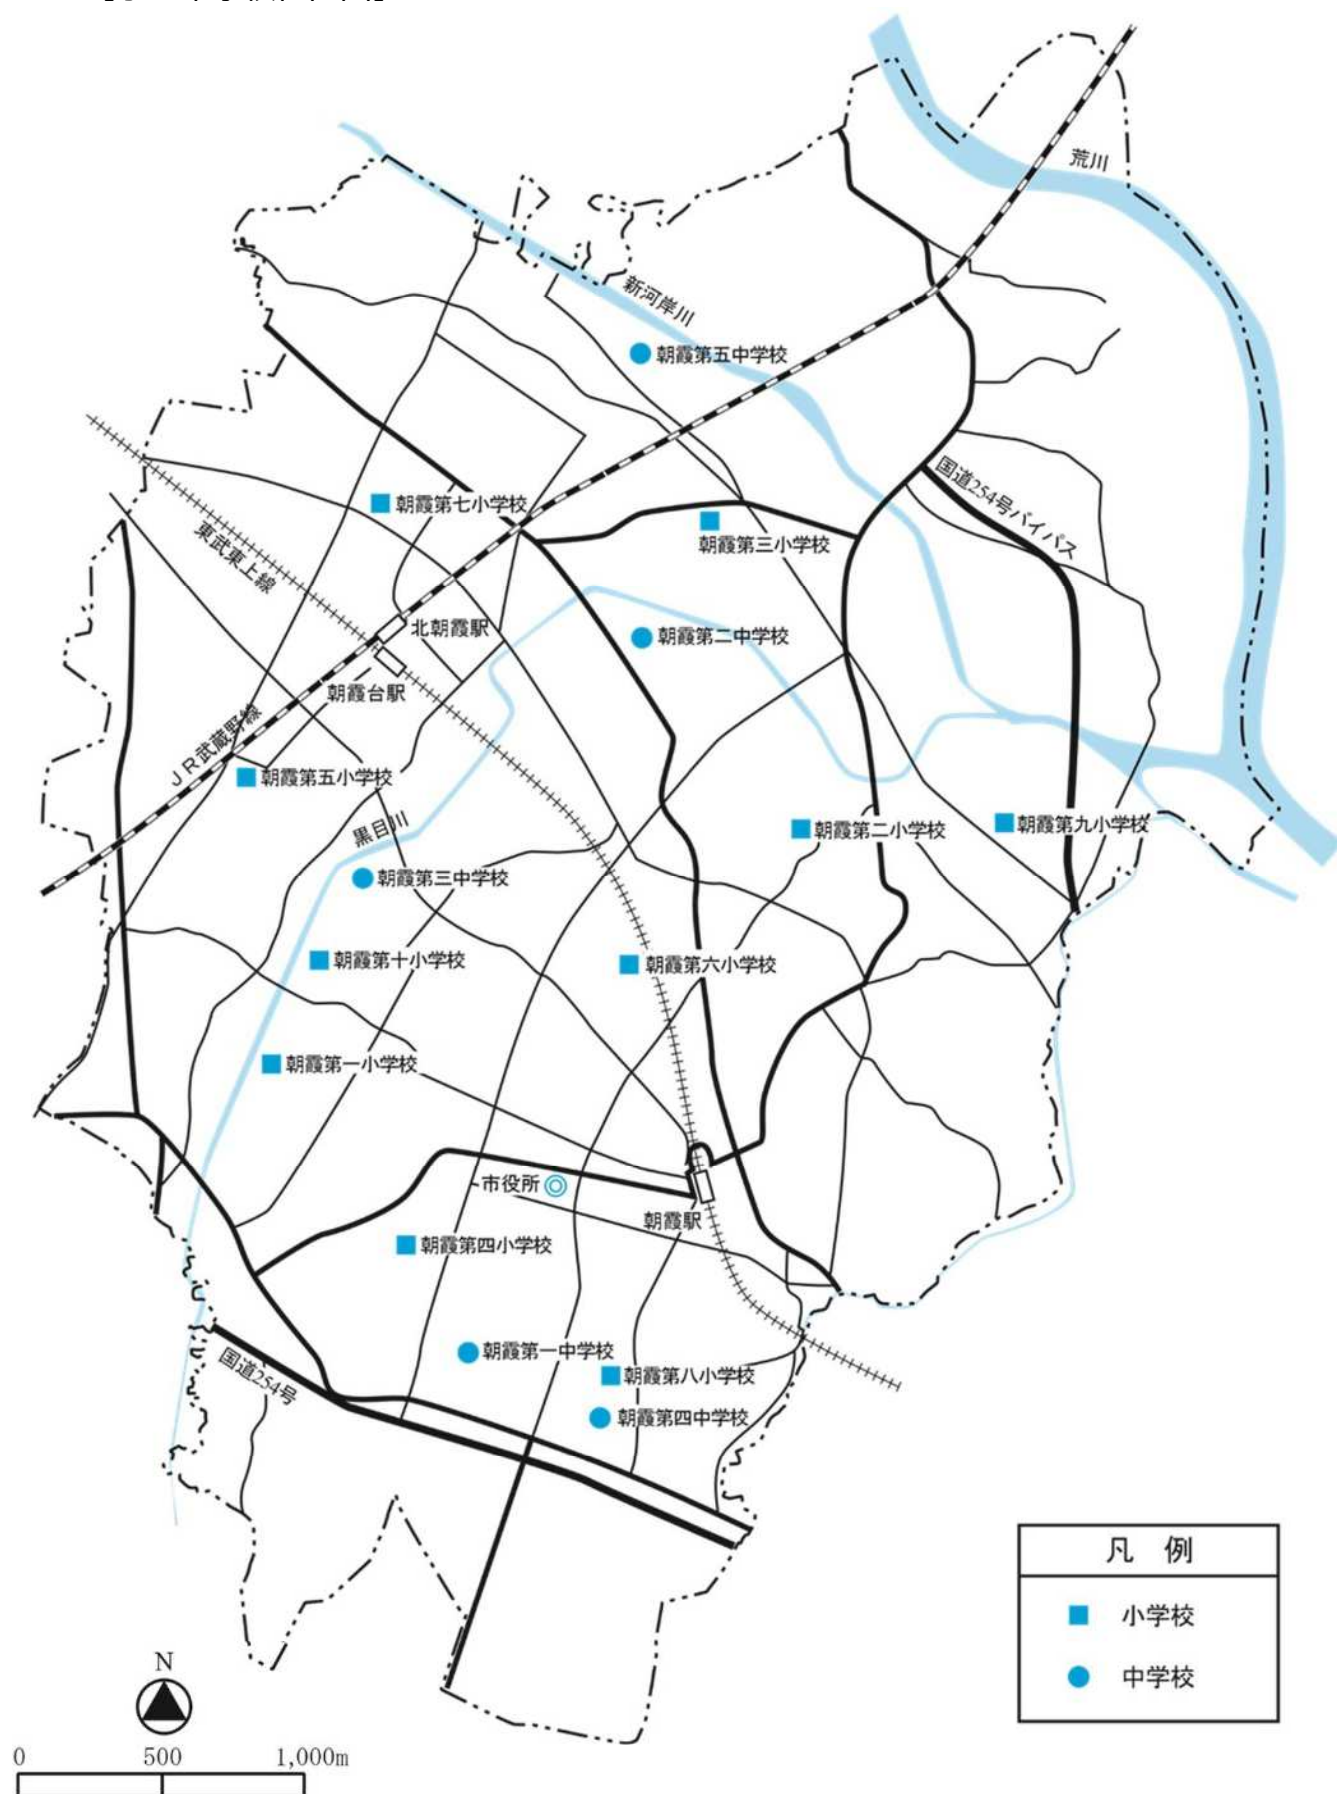 荒川
新河岸川
朝霞第五中学校
国道254号バイパス
朝霞第七小学校
朝霞第三小学校
東武東上線
北朝霞駅
朝霞第二中学校
朝霞台駅
JR武蔵野線
朝霞第五小学校
黒目川
朝霞第二小学校
朝霞第九小学校
朝霞第三中学校
朝霞第十小学校
朝霞第六小学校
朝霞第一小学校
市役所
朝霞駅
朝霞第四小学校
朝霞第一中学校
国道254号
朝霞第八小学校
朝霞第四中学校
凡 例
小学校
中学校
N
0 500 1,000m